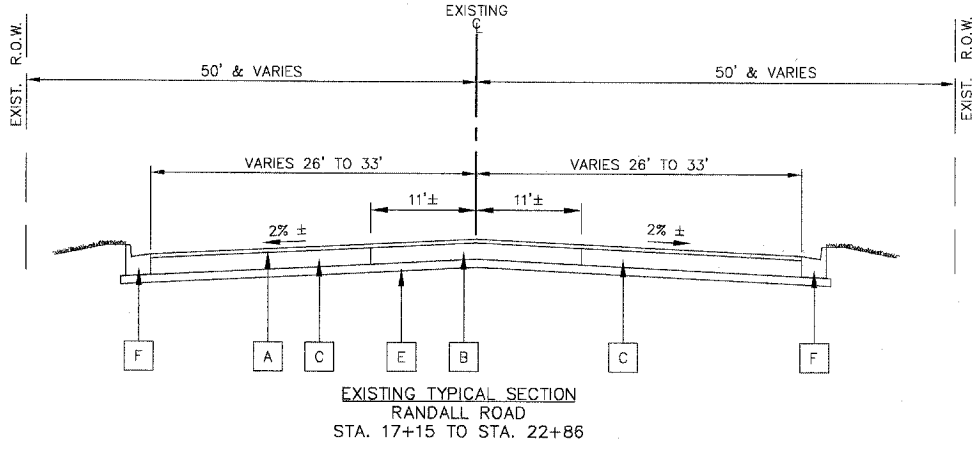 EXISTING
℄
EXIST. R.O.W.
EXIST. R.O.W.
50' & VARIES
50' & VARIES
VARIES 26' TO 33'
VARIES 26' TO 33'
11'±
11'±
2% ±
2% ±
F
A
C
E
B
C
F
EXISTING TYPICAL SECTION
RANDALL ROAD
STA. 17+15 TO STA. 22+86